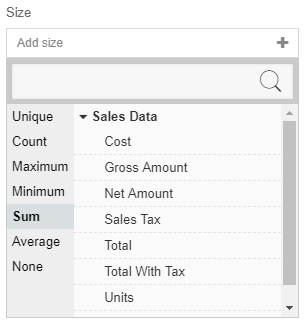 Size
Add size +
Unique
Count
Maximum
Minimum
Sum
Average
None
Sales Data
Cost
Gross Amount
Net Amount
Sales Tax
Total
Total With Tax
Units